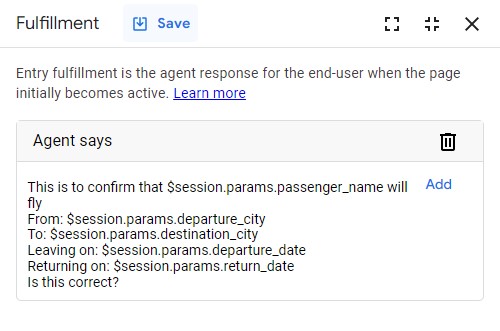 Fulfillment
Save
Entry fulfillment is the agent response for the end-user when the page
initially becomes active. Learn more
Agent says
This is to confirm that $session.params.passenger_name will
fly
Add
From: $session.params.departure_city
To: $session.params.destination_city
Leaving on: $session.params.departure_date
Returning on: $session.params.return_date
Is this correct?